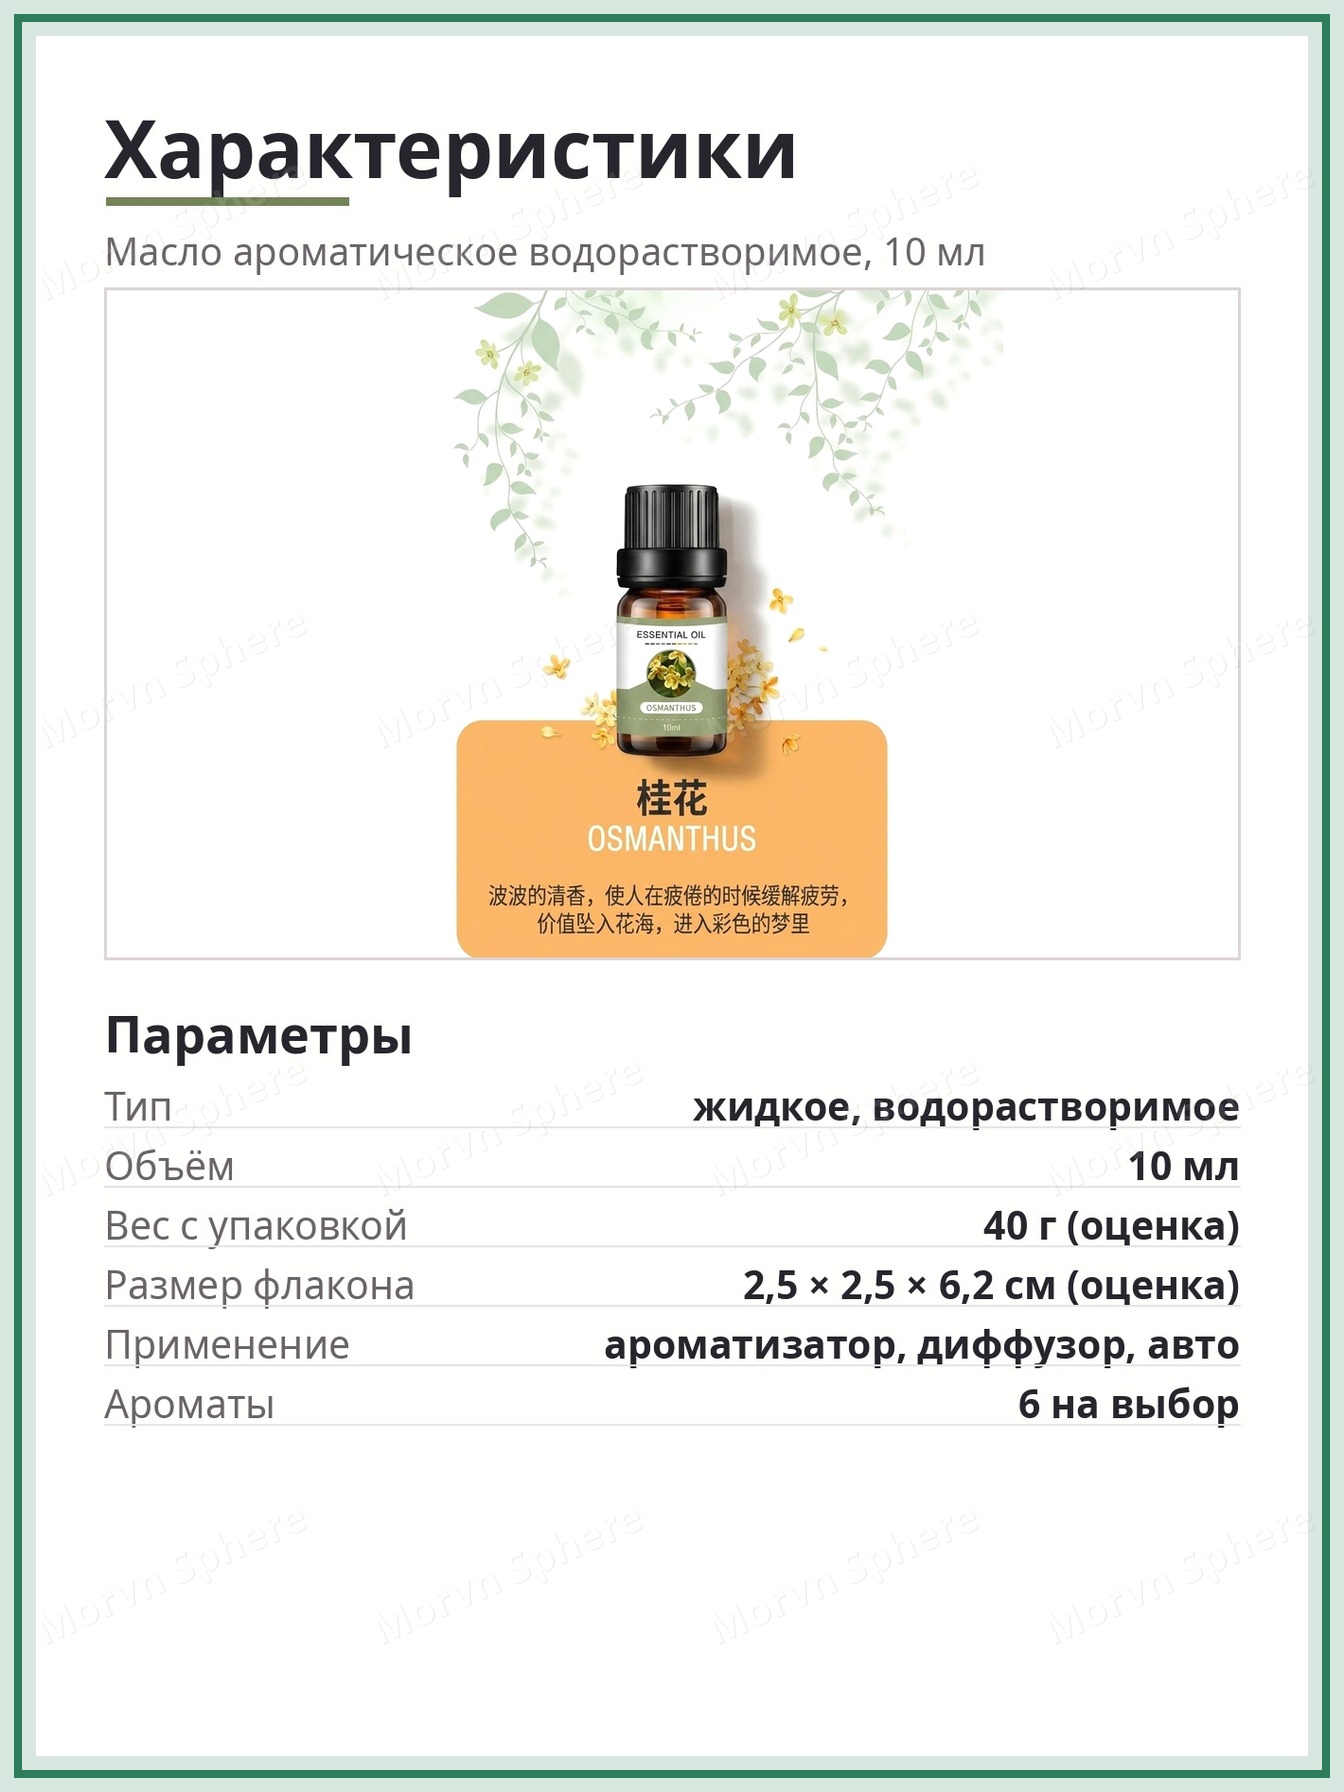 Характеристики
Масло ароматическое водорастворимое, 10 мл
ESSENTIAL OIL
OSMANTHUS
10ml
桂花
OSMANTHUS
波波的清香，使人在疲倦的时候缓解疲劳，
价值坠入花海，进入彩色的梦里
Параметры
Тип жидкое, водорастворимое
Объём 10 мл
Вес с упаковкой 40 г (оценка)
Размер флакона 2,5 × 2,5 × 6,2 см (оценка)
Применение ароматизатор, диффузор, авто
Ароматы 6 на выбор
Morvn Sphere